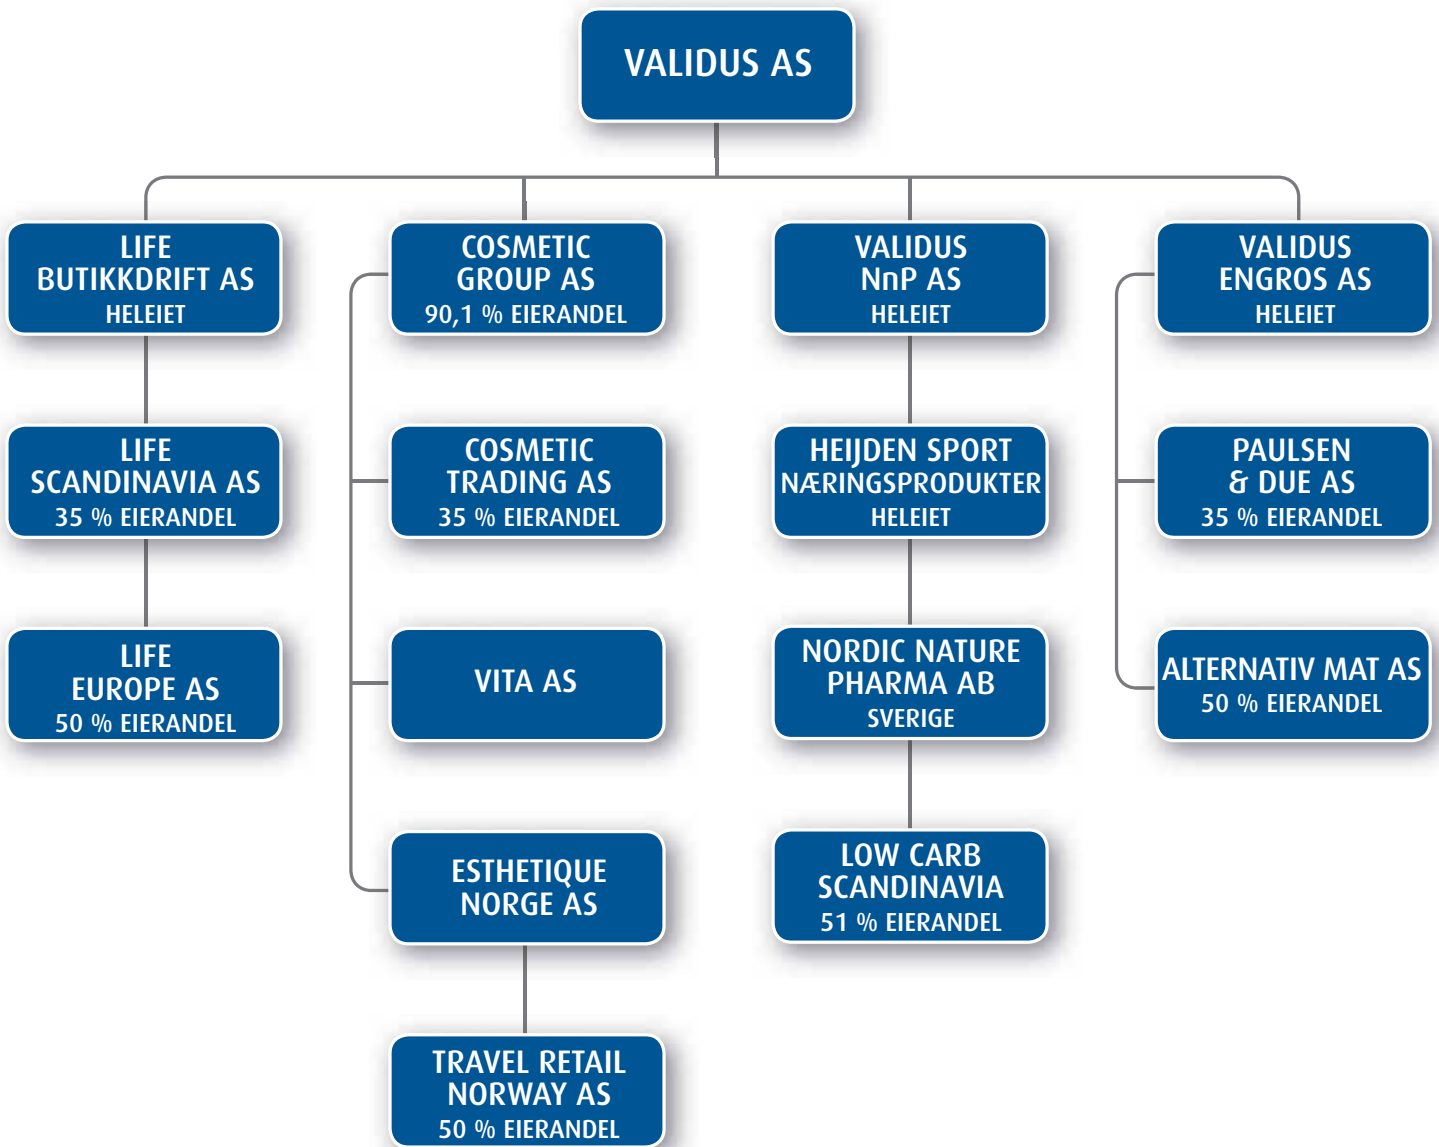 VALIDUS AS
LIFE
BUTIKKDRIFT AS
HELEIET
COSMETIC
GROUP AS
90,1 % EIERANDEL
VALIDUS
NnP AS
HELEIET
VALIDUS
ENGROS AS
HELEIET
LIFE
SCANDINAVIA AS
35 % EIERANDEL
COSMETIC
TRADING AS
35 % EIERANDEL
HEIJDEN SPORT
NÆRINGSPRODUKTER
HELEIET
PAULSEN
& DUE AS
35 % EIERANDEL
LIFE
EUROPE AS
50 % EIERANDEL
VITA AS
NORDIC NATURE
PHARMA AB
SVERIGE
ALTERNATIV MAT AS
50 % EIERANDEL
ESTHETIQUE
NORGE AS
LOW CARB
SCANDINAVIA
51 % EIERANDEL
TRAVEL RETAIL
NORWAY AS
50 % EIERANDEL